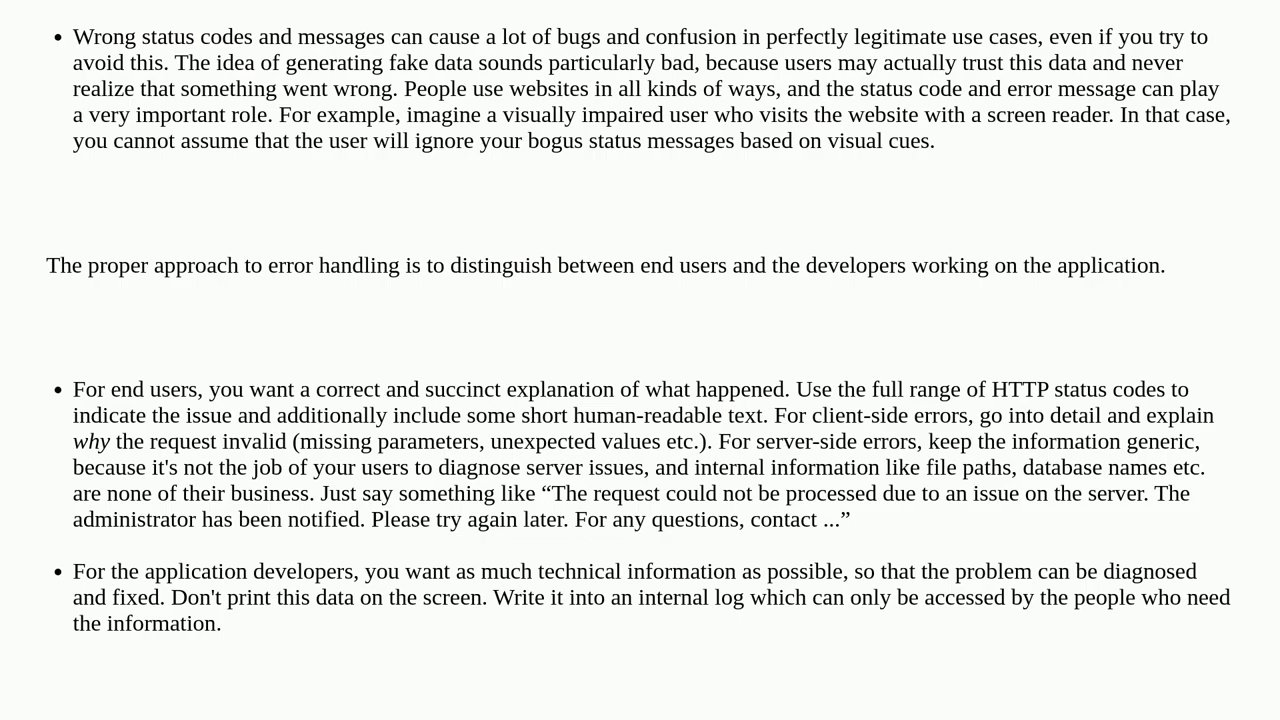 • Wrong status codes and messages can cause a lot of bugs and confusion in perfectly legitimate use cases, even if you try to
avoid this. The idea of generating fake data sounds particularly bad, because users may actually trust this data and never
realize that something went wrong. People use websites in all kinds of ways, and the status code and error message can play
a very important role. For example, imagine a visually impaired user who visits the website with a screen reader. In that case,
you cannot assume that the user will ignore your bogus status messages based on visual cues.
The proper approach to error handling is to distinguish between end users and the developers working on the application.
• For end users, you want a correct and succinct explanation of what happened. Use the full range of HTTP status codes to
indicate the issue and additionally include some short human-readable text. For client-side errors, go into detail and explain
why the request invalid (missing parameters, unexpected values etc.). For server-side errors, keep the information generic,
because it's not the job of your users to diagnose server issues, and internal information like file paths, database names etc.
are none of their business. Just say something like “The request could not be processed due to an issue on the server. The
administrator has been notified. Please try again later. For any questions, contact ...”
• For the application developers, you want as much technical information as possible, so that the problem can be diagnosed
and fixed. Don't print this data on the screen. Write it into an internal log which can only be accessed by the people who need
the information.